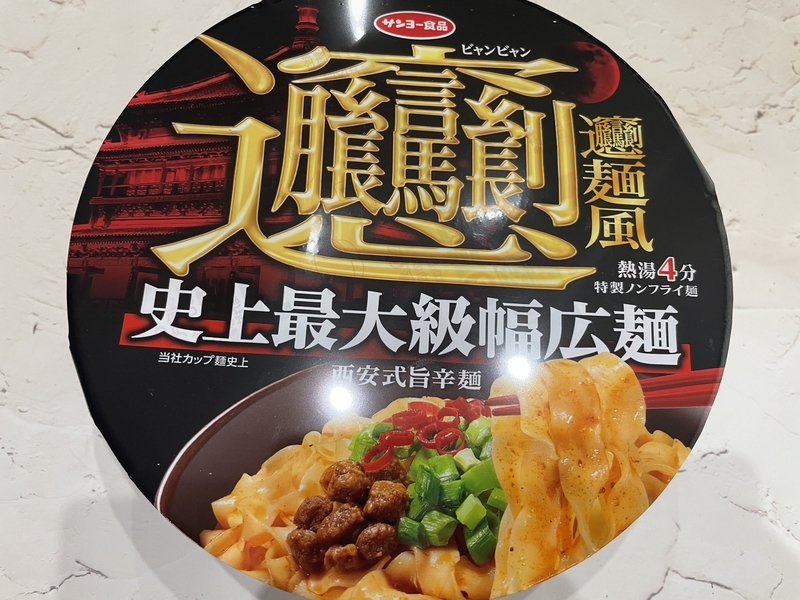 サンヨー食品
ビャンビャン
𰻞
𰻞麺風
熱湯4分
特製ノンフライ麺
史上最大級幅広麺
当社カップ麺史上
西安式旨辛麺